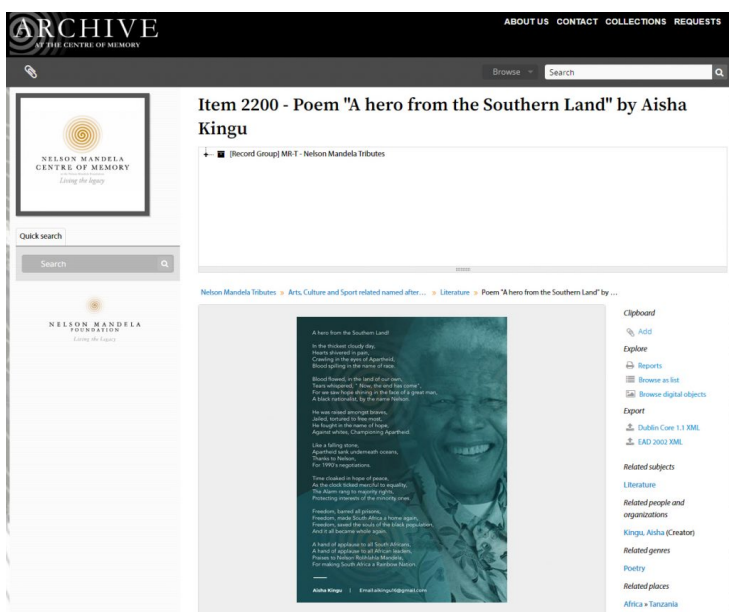 ARCHIVE
AT THE CENTRE OF MEMORY
ABOUT US CONTACT COLLECTIONS REQUESTS
Browse
Search
NELSON MANDELA
CENTRE OF MEMORY
Living the legacy
Quick search
Search
NELSON MANDELA
FOUNDATION
Living the Legacy
Item 2200 - Poem "A hero from the Southern Land" by Aisha
Kingu
[Record Group] MR-T - Nelson Mandela Tributes
Nelson Mandela Tributes » Arts, Culture and Sport related named after… » Literature » Poem "A hero from the Southern Land" by …
A hero from the Southern Land!
In the thickest cloudy day,
Hearts shivered in pain,
Crawling in the eyes of Apartheid,
Blood spilling in the name of race.
Blood flowed, in the land of our own,
Tears whispered, " Now, the end has come",
For we saw hope shining in the face of a great man,
A black nationalist, by the name Nelson.
He was raised amongst braves,
Jailed, tortured to free most,
He fought in the name of hope,
Against whites, Championing Apartheid.
Like a falling stone,
Apartheid sank underneath oceans,
Thanks to Nelson,
For 1990's negotiations.
Time cloaked in hope of peace,
As the clock ticked merciful to equality,
The Alarm rang to majority rights,
Protecting interests of the minority ones
Freedom, barred all prisons,
Freedom, made South Africa a home again,
Freedom, saved the souls of the black population,
And it all became whole again.
A hand of applause to all South Africans,
A hand of applause to all African leaders,
Praises to Nelson Rolihlahla Mandela,
For making South Africa a Rainbow Nation.
Aisha Kingu | Email:alkingu18@gmail.com
Clipboard
Add
Explore
Reports
Browse as list
Browse digital objects
Export
Dublin Core 1.1 XML
EAD 2002 XML
Related subjects
Literature
Related people and
organizations
Kingu, Aisha (Creator)
Related genres
Poetry
Related places
Africa » Tanzania